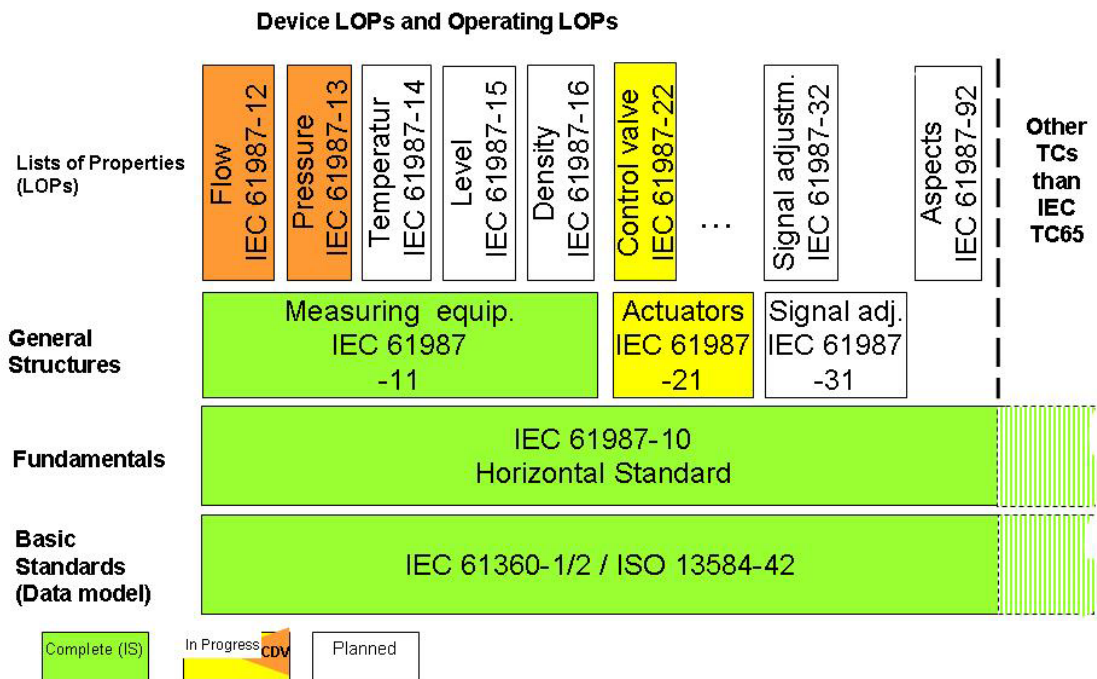 Device LOPs and Operating LOPs
Lists of Properties
(LOPs)
Flow
IEC 61987-12
Pressure
IEC 61987-13
Temperatur
IEC 61987-14
Level
IEC 61987-15
Density
IEC 61987-16
Control valve
IEC 61987-22
...
Signal adjustm.
IEC 61987-32
Aspects
IEC 61987-92
Other
TCs
than
IEC
TC65
General
Structures
Measuring equip.
IEC 61987
-11
Actuators
IEC 61987
-21
Signal adj.
IEC 61987
-31
Fundamentals
IEC 61987-10
Horizontal Standard
Basic
Standards
(Data model)
IEC 61360-1/2 / ISO 13584-42
Complete (IS)
In Progress
CDV
Planned